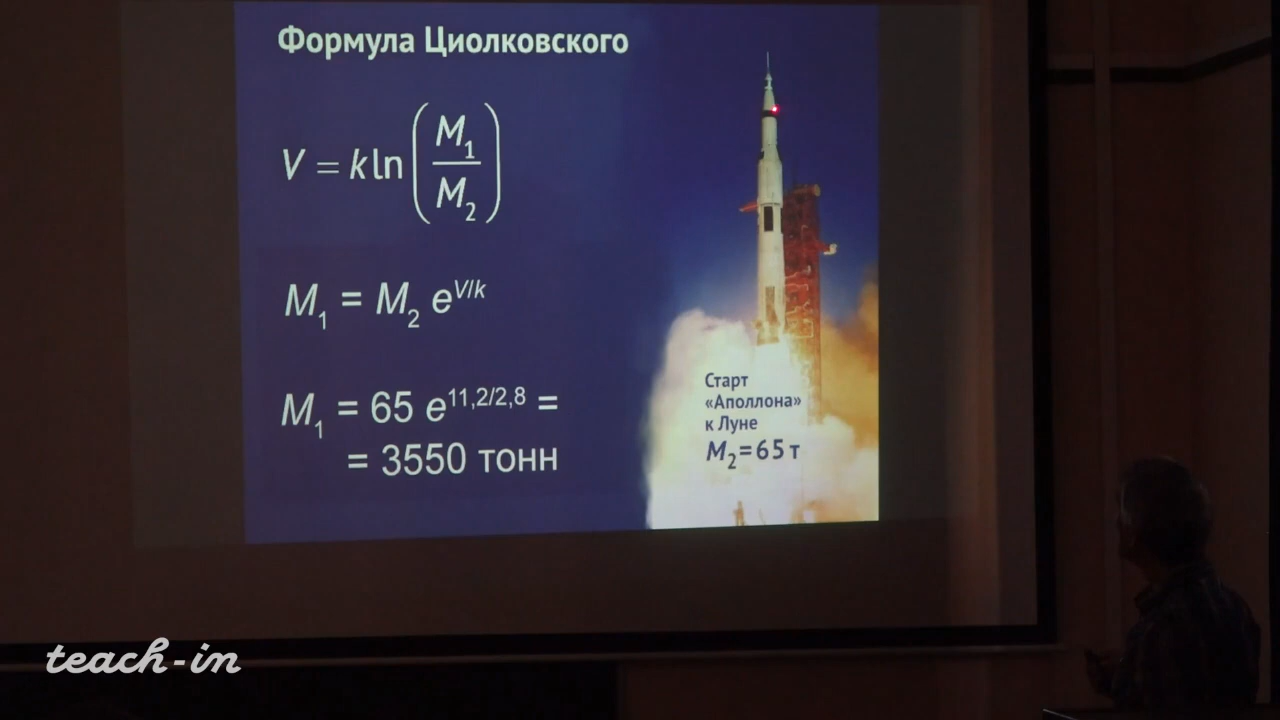 Формула Циолковского
V = k ln (M₁/M₂)
M₁ = M₂ e^{V/k}
M₁ = 65 e^{11,2/2,8} =
= 3550 тонн
Старт
«Аполлона»
к Луне
M₂=65 т
teach-in